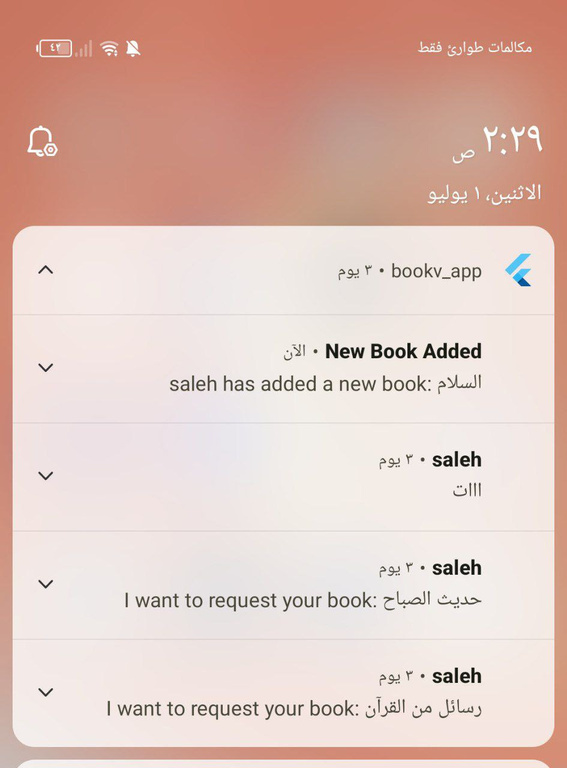 مكالمات طوارئ فقط
٤٢
٢:٢٩ ص
الاثنين، ١ يوليو
bookv_app • ٣ يوم
New Book Added • الآن
saleh has added a new book: السلام
saleh • ٣ يوم
اااات
saleh • ٣ يوم
I want to request your book: حديث الصباح
saleh • ٣ يوم
I want to request your book: رسائل من القرآن